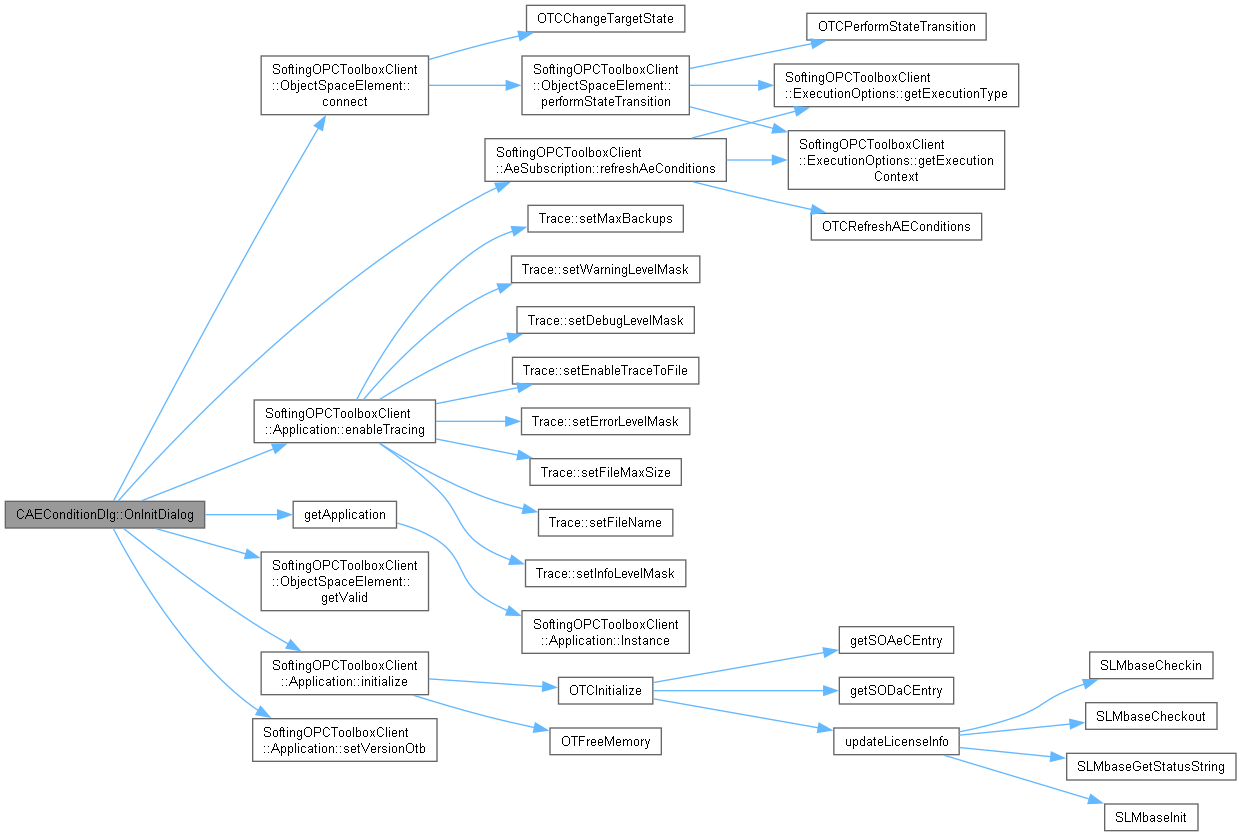 CAEConditionDlg::OnInitDialog
SoftingOPCToolboxClient
::ObjectSpaceElement::
connect
OTCChangeTargetState
SoftingOPCToolboxClient
::ObjectSpaceElement::
performStateTransition
OTCPerformStateTransition
SoftingOPCToolboxClient
::ExecutionOptions::getExecutionType
SoftingOPCToolboxClient
::ExecutionOptions::getExecution
Context
SoftingOPCToolboxClient
::AeSubscription::refreshAeConditions
OTCRefreshAEConditions
SoftingOPCToolboxClient
::Application::enableTracing
Trace::setMaxBackups
Trace::setWarningLevelMask
Trace::setDebugLevelMask
Trace::setEnableTraceToFile
Trace::setErrorLevelMask
Trace::setFileMaxSize
Trace::setFileName
Trace::setInfoLevelMask
getApplication
SoftingOPCToolboxClient
::Application::Instance
SoftingOPCToolboxClient
::ObjectSpaceElement::
getValid
SoftingOPCToolboxClient
::Application::initialize
OTCInitialize
OTFreeMemory
getSOAeCEntry
getSODaCEntry
updateLicenseInfo
SLMbaseCheckin
SLMbaseCheckout
SLMbaseGetStatusString
SLMbaseInit
SoftingOPCToolboxClient
::Application::setVersionOtb